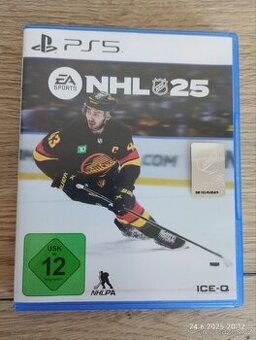 PS5
EA
SPORTS
NHL 25
C
43
USK
12
NHLPA
ICE-Q
24.6.2025 20:12